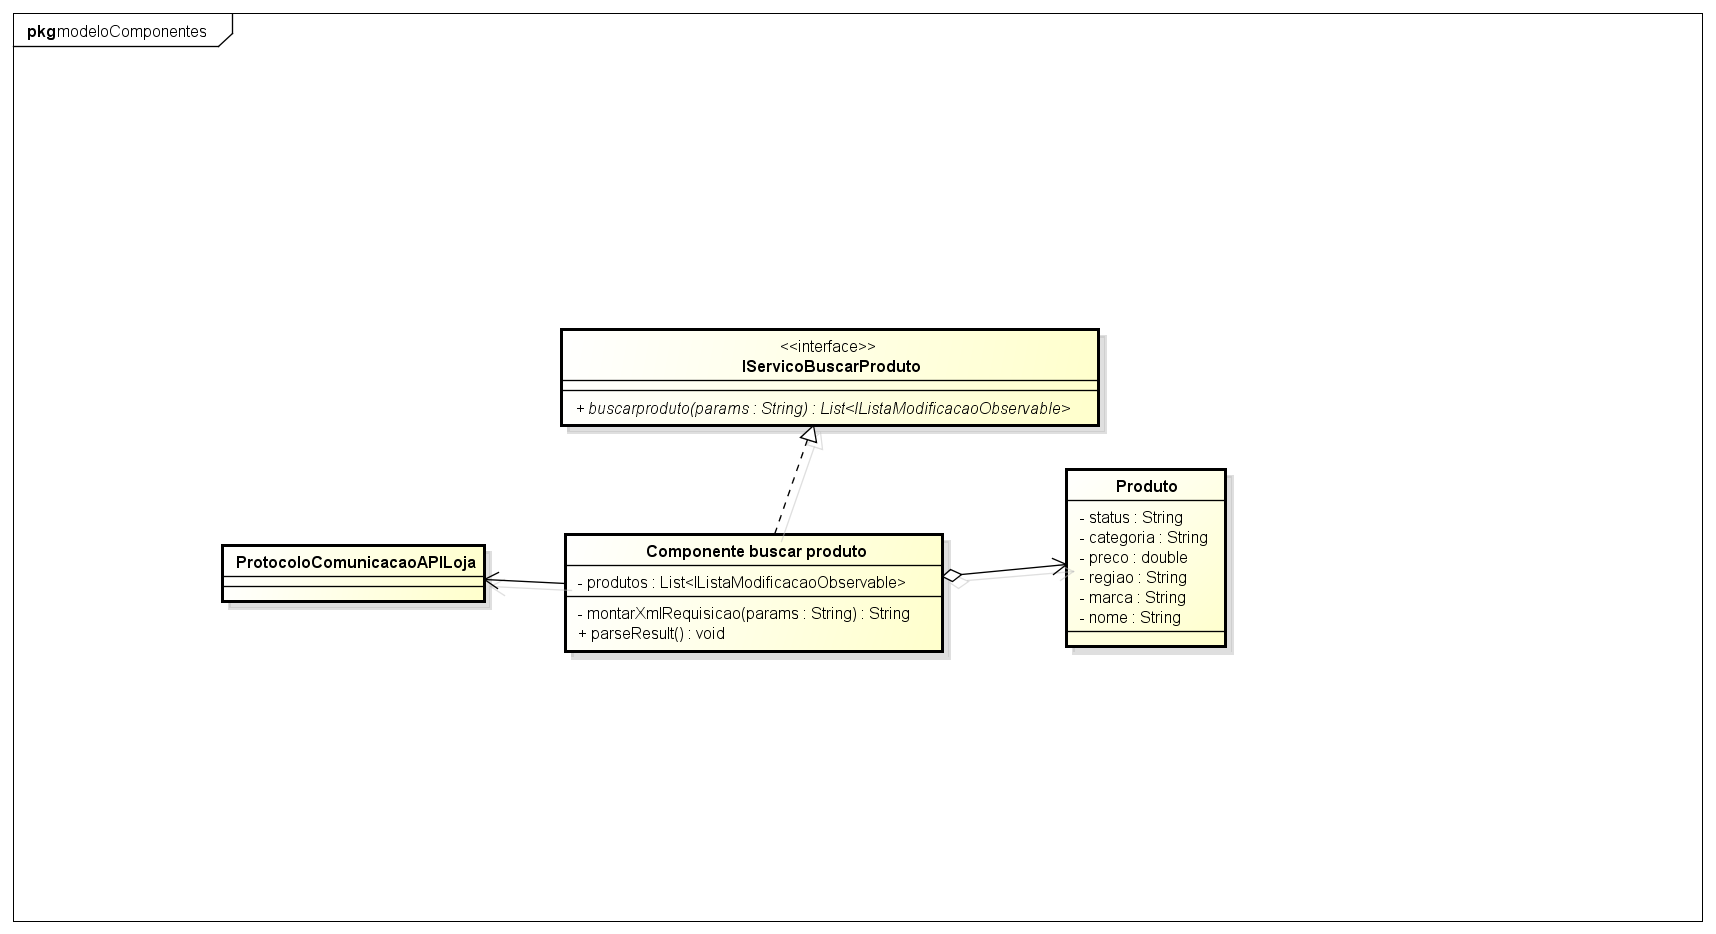 pkg modeloComponentes
<<interface>>
IServicoBuscarProduto
+ buscarproduto(params : String) : List<IListaModificacaoObservable>
Produto
- status : String
- categoria : String
- preco : double
- regiao : String
- marca : String
- nome : String
ProtocoloComunicacaoAPILoja
Componente buscar produto
- produtos : List<IListaModificacaoObservable>
- montarXmlRequisicao(params : String) : String
+ parseResult() : void